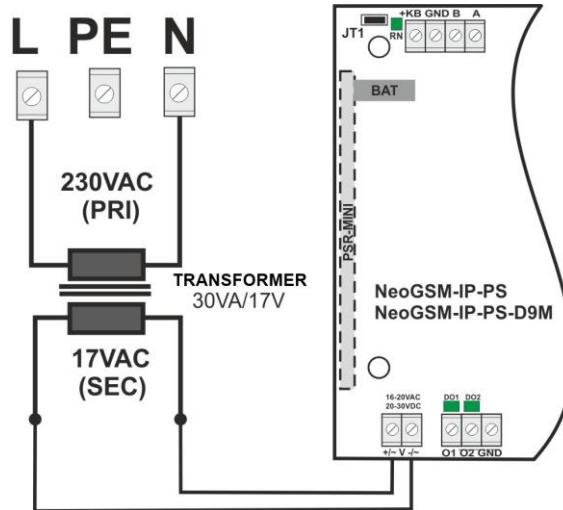 L PE N
230VAC
(PRI)
TRANSFORMER
30VA/17V
17VAC
(SEC)
+KB GND B A
JT1
RN
BAT
PSR-MINI
NeoGSM-IP-PS
NeoGSM-IP-PS-D9M
16-20VAC
20-30VDC
DO1 DO2
+/~ V -/~
O1 O2 GND